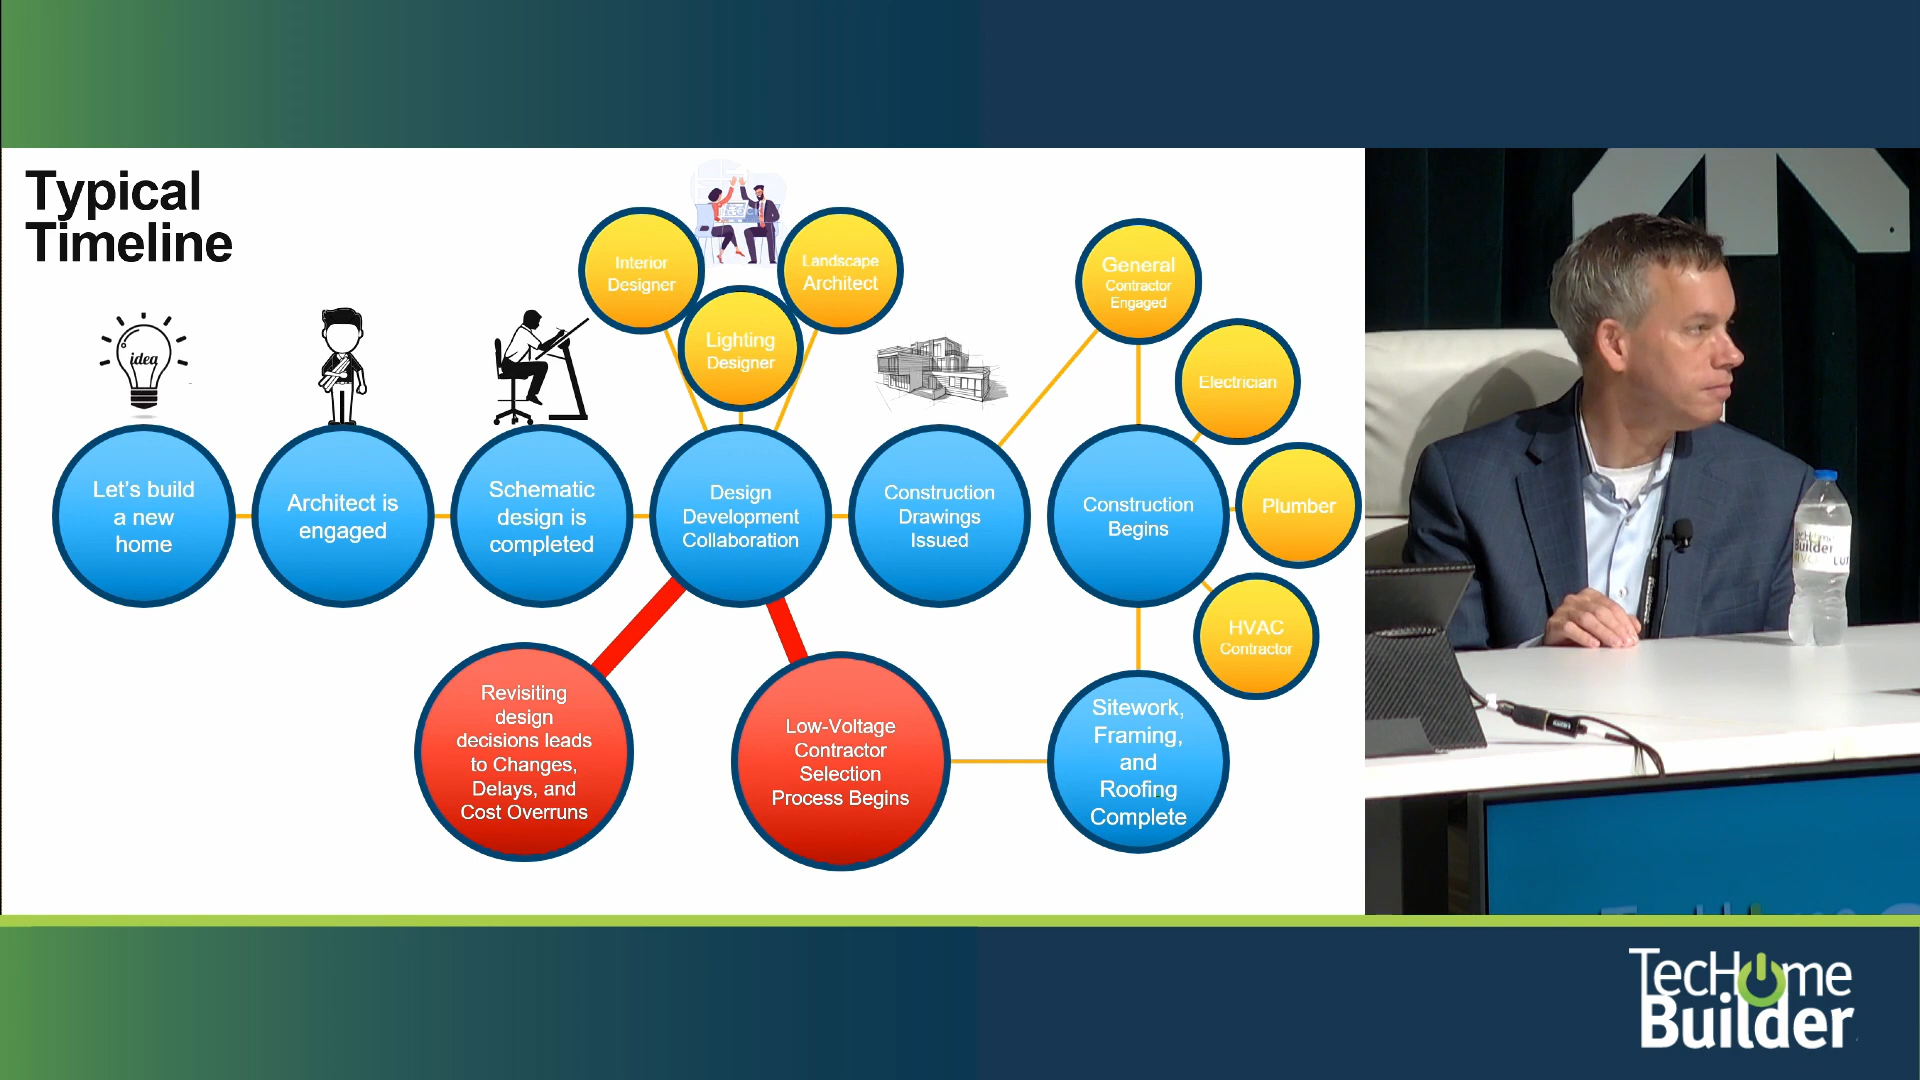 Typical
Timeline
idea
Interior
Designer
Landscape
Architect
Lighting
Designer
General
Contractor
Engaged
Electrician
Plumber
HVAC
Contractor
Let's build
a new
home
Architect is
engaged
Schematic
design is
completed
Design
Development
Collaboration
Construction
Drawings
Issued
Construction
Begins
Revisiting
design
decisions leads
to Changes,
Delays, and
Cost Overruns
Low-Voltage
Contractor
Selection
Process Begins
Sitework,
Framing,
and
Roofing
Complete
Builder
TecHome
Builder